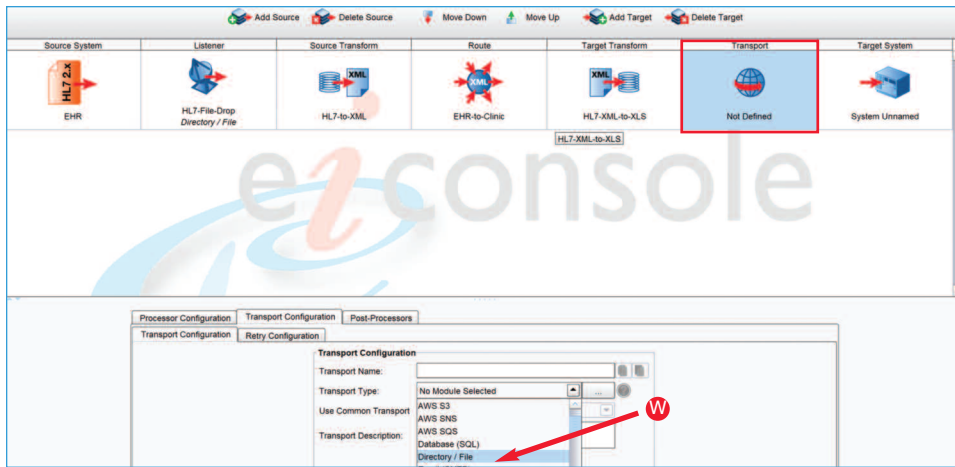 Add Source Delete Source Move Down Move Up Add Target Delete Target
Source System Listener Source Transform Route Target Transform Transport Target System
HL7 2.x XML XML XML
EHR HL7-File-Drop HL7-to-XML EHR-to-Clinic HL7-XML-to-XLS Not Defined System Unnamed
Directory / File
HL7-XML-to-XLS
eiconsole
Processor Configuration Transport Configuration Post-Processors
Transport Configuration Retry Configuration
Transport Configuration
Transport Name:
Transport Type: No Module Selected ...
Use Common Transport AWS S3
AWS SNS
W
Transport Description: AWS SQS
Database (SQL)
Directory / File